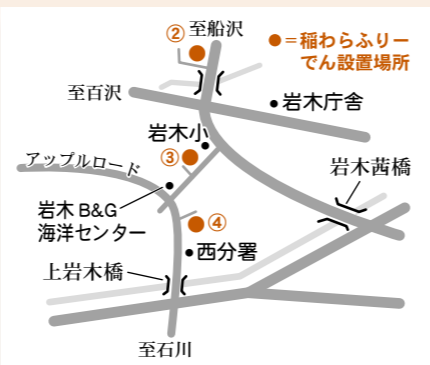 至船沢
②
●=稲わらふりー
でん設置場所
至百沢
岩木庁舎
岩木小
③
アップルロード
岩木茜橋
岩木B&G
海洋センター
④
西分署
上岩木橋
至石川